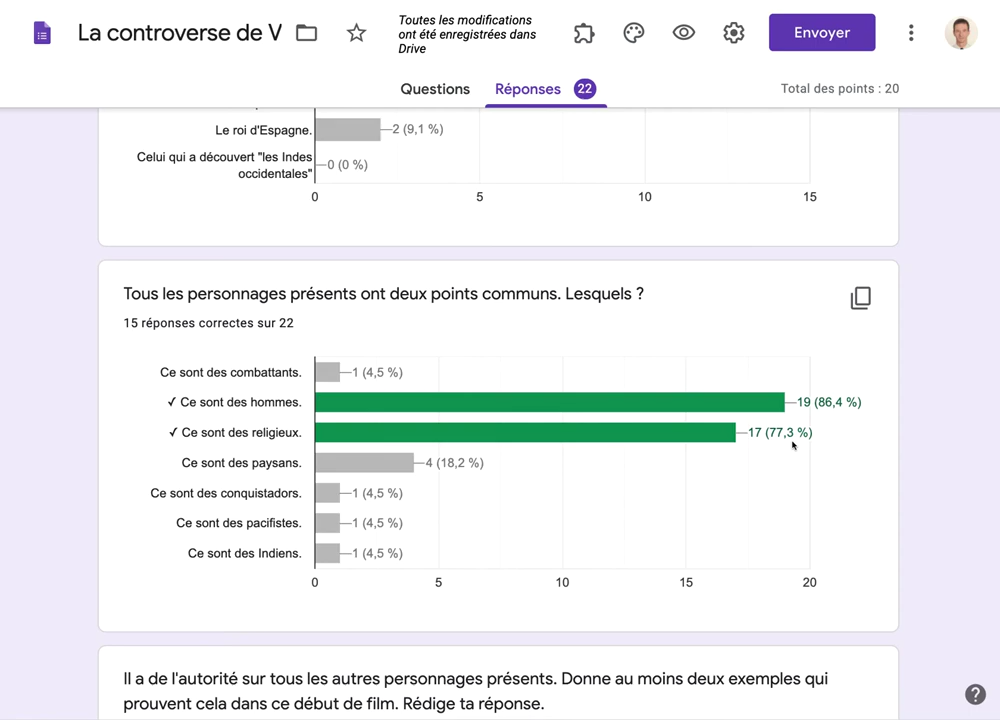 La controverse de V
Toutes les modifications
ont été enregistrées dans
Drive
Envoyer
Questions
Réponses 22
Total des points : 20
Le roi d'Espagne.
2 (9,1 %)
Celui qui a découvert "les Indes
occidentales"
0 (0 %)
0 5 10 15
Tous les personnages présents ont deux points communs. Lesquels ?
15 réponses correctes sur 22
Ce sont des combattants. 1 (4,5 %)
✓ Ce sont des hommes. 19 (86,4 %)
✓ Ce sont des religieux. 17 (77,3 %)
Ce sont des paysans. 4 (18,2 %)
Ce sont des conquistadors. 1 (4,5 %)
Ce sont des pacifistes. 1 (4,5 %)
Ce sont des Indiens. 1 (4,5 %)
0 5 10 15 20
Il a de l'autorité sur tous les autres personnages présents. Donne au moins deux exemples qui
prouvent cela dans ce début de film. Rédige ta réponse.